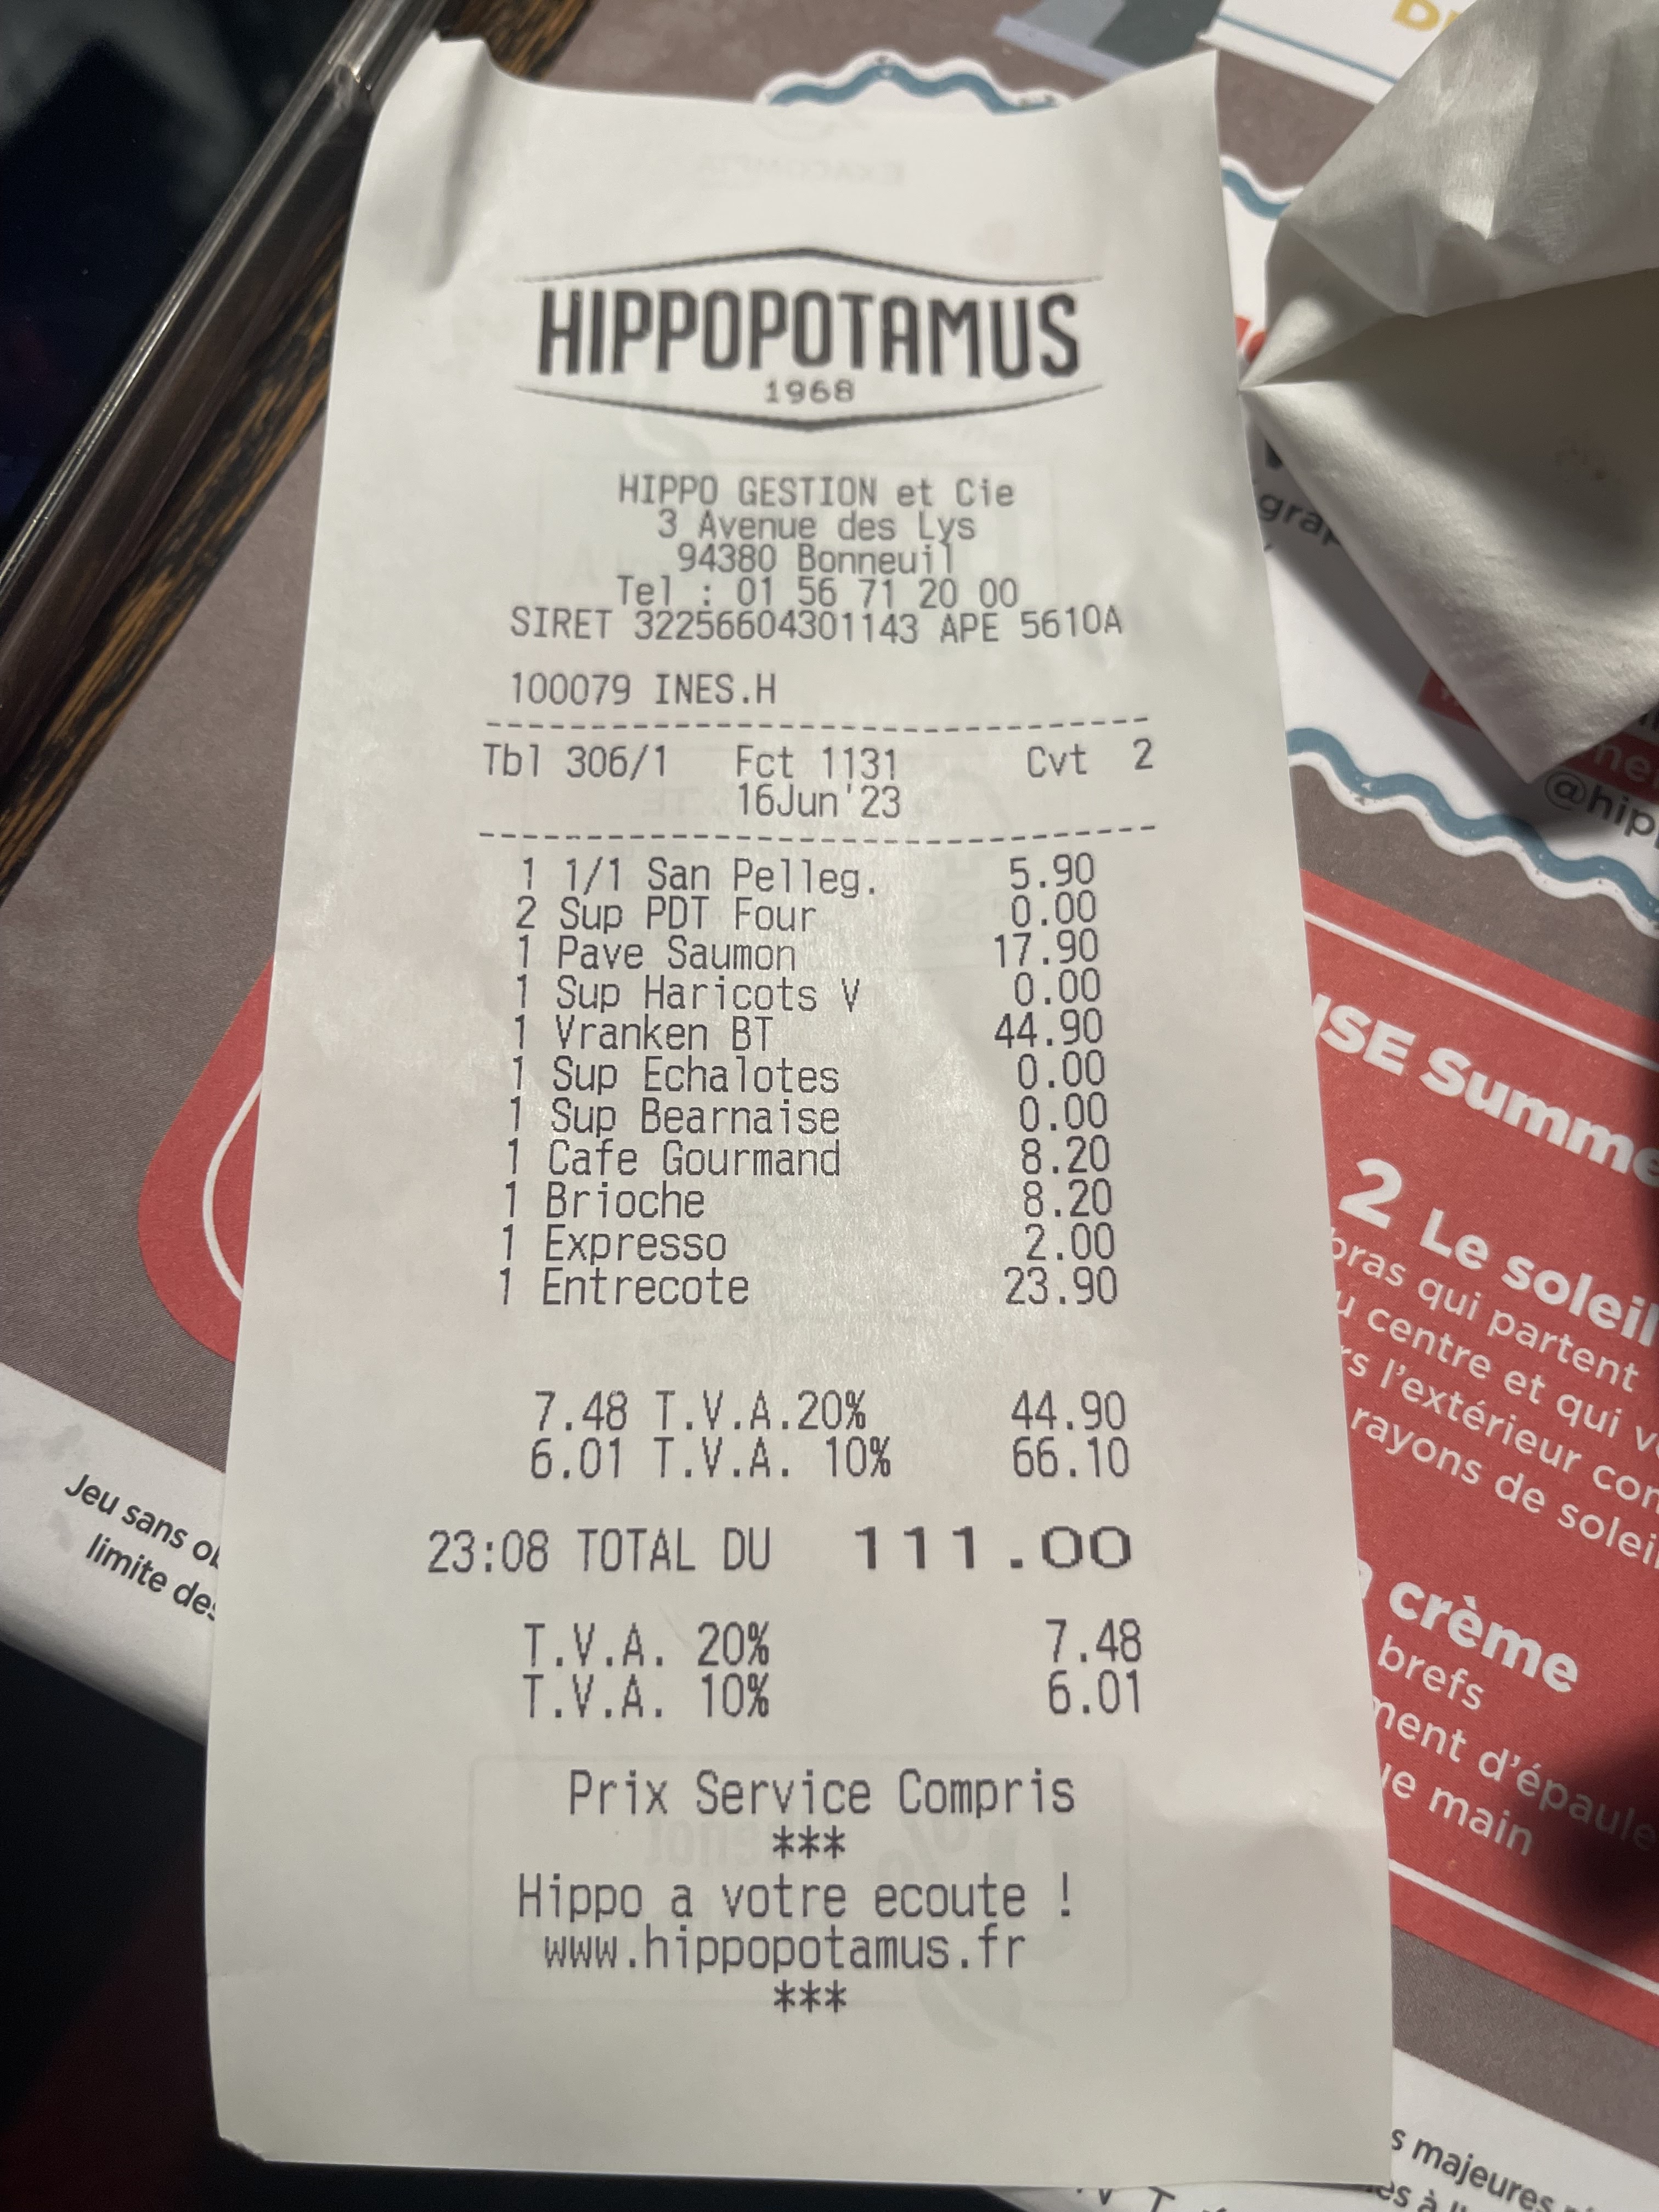 HIPPOPOTAMUS
1968
HIPPO GESTION et Cie
3 Avenue des Lys
94380 Bonneuil
Tel : 01 56 71 20 00
SIRET 32256604301143 APE 5610A
100079 INES.H
Tbl 306/1 Fct 1131 Cvt 2
16Jun'23
1 1/1 San Pelleg. 5.90
2 Sup PDT Four 0.00
1 Pave Saumon 17.90
1 Sup Haricots V 0.00
1 Vranken BT 44.90
1 Sup Echalotes 0.00
1 Sup Bearnaise 0.00
1 Cafe Gourmand 8.20
1 Brioche 8.20
1 Expresso 2.00
1 Entrecote 23.90
7.48 T.V.A.20% 44.90
6.01 T.V.A. 10% 66.10
23:08 TOTAL DU 111.00
T.V.A. 20% 7.48
T.V.A. 10% 6.01
Prix Service Compris
***
Hippo a votre ecoute !
www.hippopotamus.fr
***
Jeu sans
limite des
Summe
2 Le soleil
bras qui partent
centre et qui
l'extérieur
rayons de soleil
crème
brefs
d'épaule
main
@hipp
s majeures
à